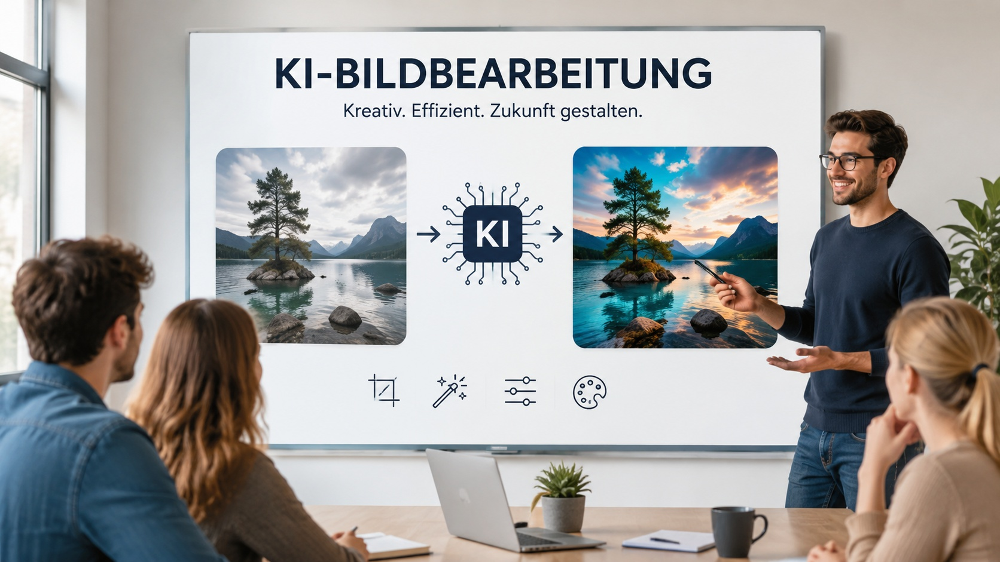 KI-BILDBEARBEITUNG
Kreativ. Effizient. Zukunft gestalten.
KI